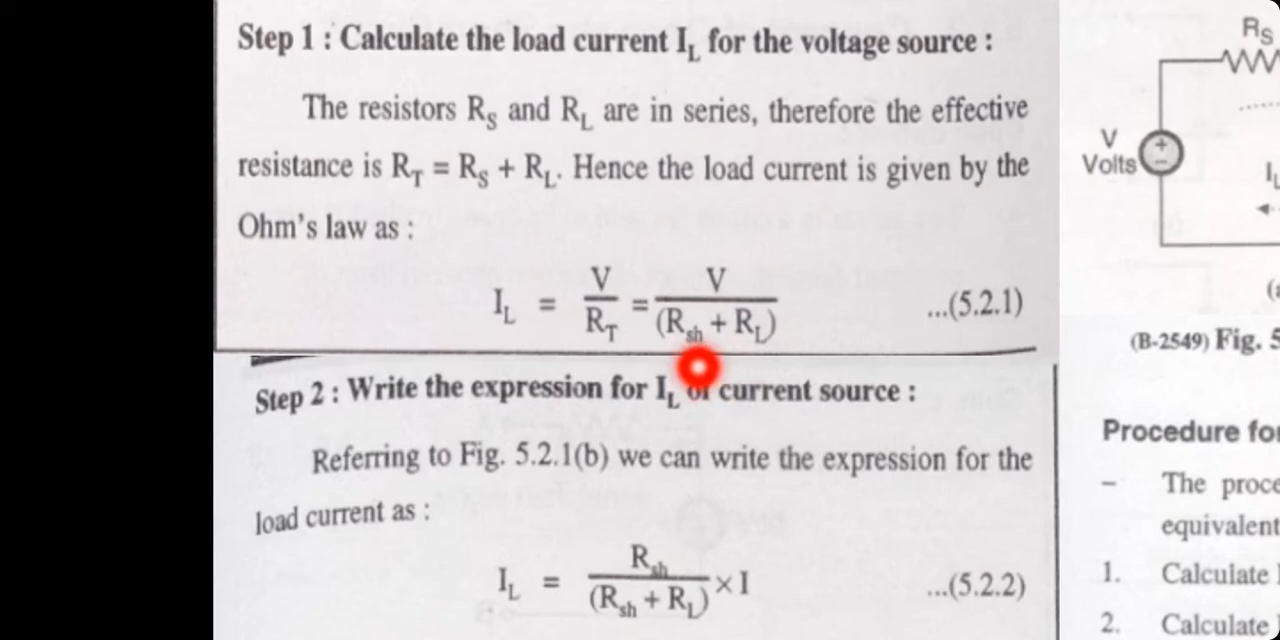 Step 1 : Calculate the load current I_L for the voltage source :
The resistors R_S and R_L are in series, therefore the effective
resistance is R_T = R_S + R_L. Hence the load current is given by the
Ohm's law as :
I_L = V/R_T = V/(R_sh + R_L) ...(5.2.1)
Step 2 : Write the expression for I_L of current source :
Referring to Fig. 5.2.1(b) we can write the expression for the
load current as :
I_L = R_sh/(R_sh + R_L) × I ...(5.2.2)
R_S
V
Volts
+
−
I_L
(B-2549) Fig. 5
Procedure for
– The proce
equivalent
1. Calculate
2. Calculate